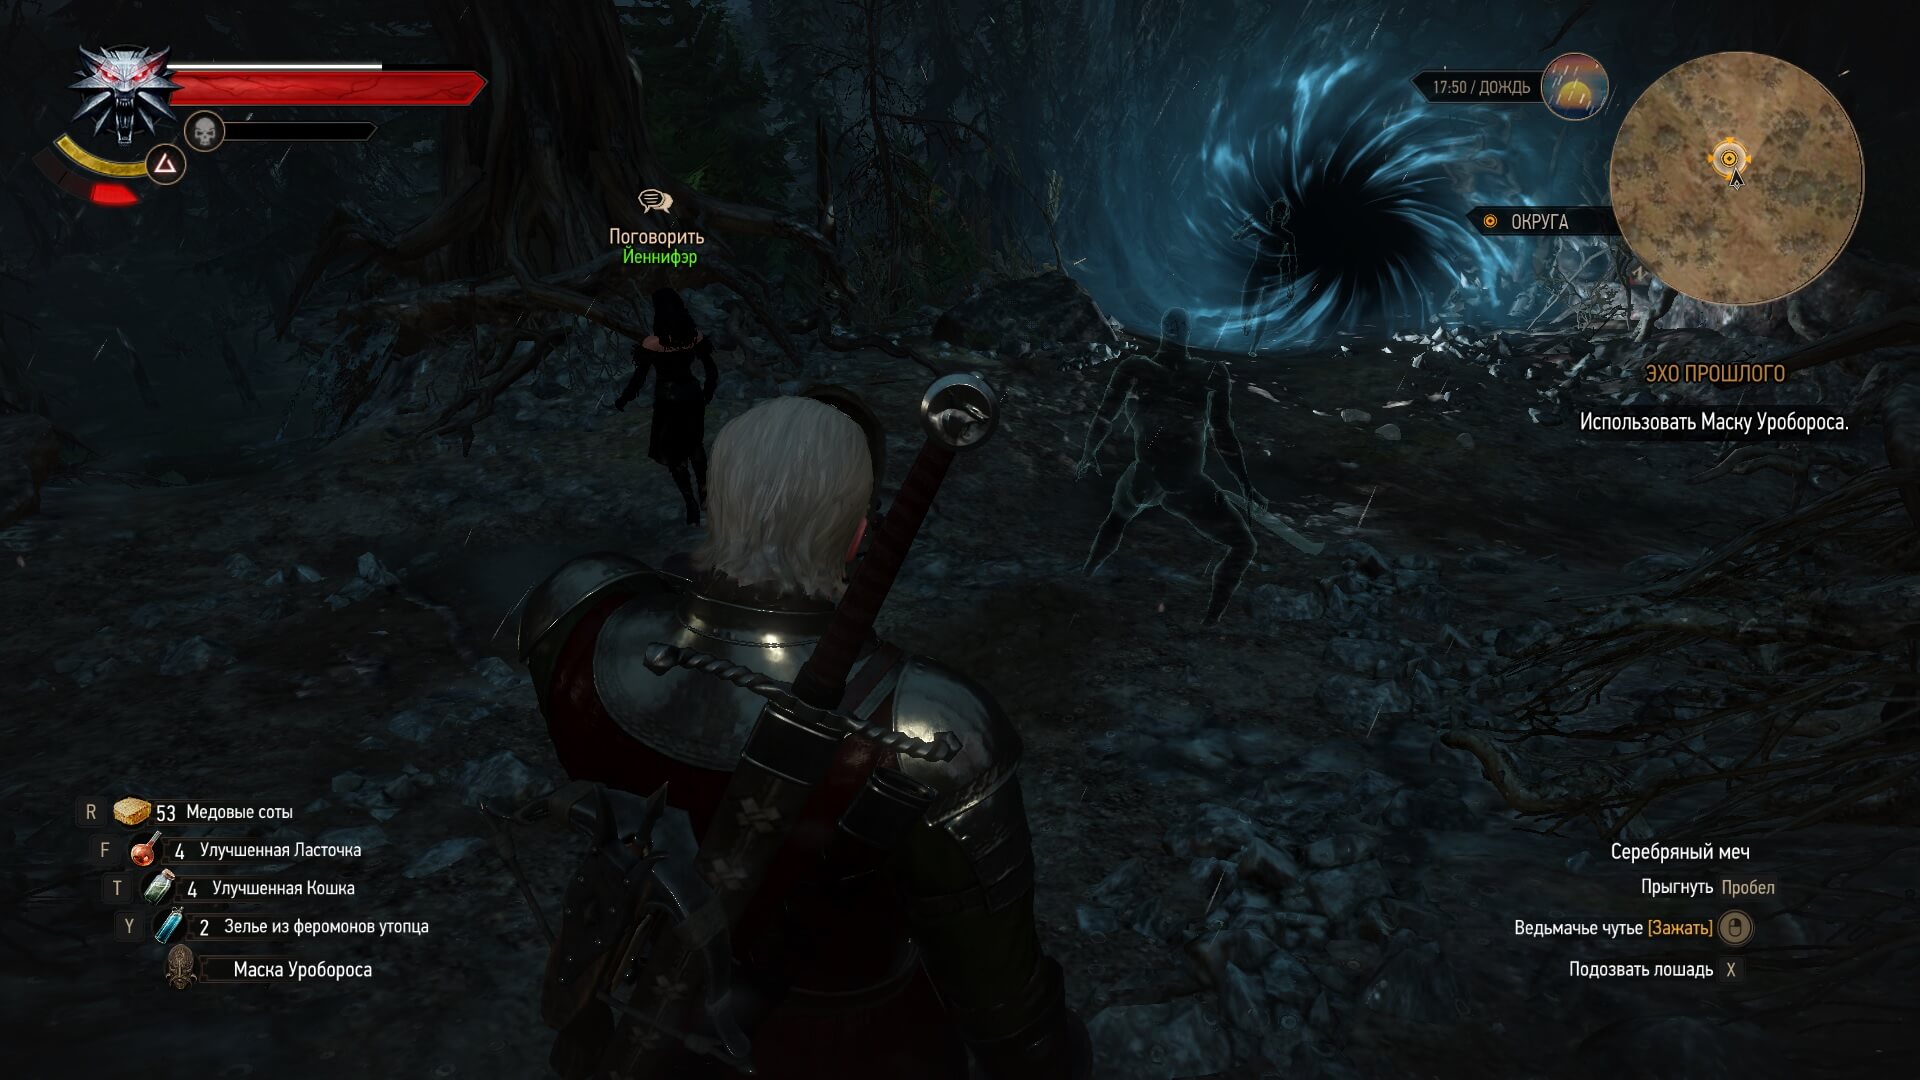 17:50 / ДОЖДЬ
Поговорить
Йеннифэр
ОКРУГА
ЭХО ПРОШЛОГО
Использовать Маску Уробороса.
R 53 Медовые соты
F 4 Улучшенная Ласточка
T 4 Улучшенная Кошка
Y 2 Зелье из феромонов утопца
Маска Уробороса
Серебряный меч
Прыгнуть Пробел
Ведьмачье чутье [Зажать]
Подозвать лошадь X